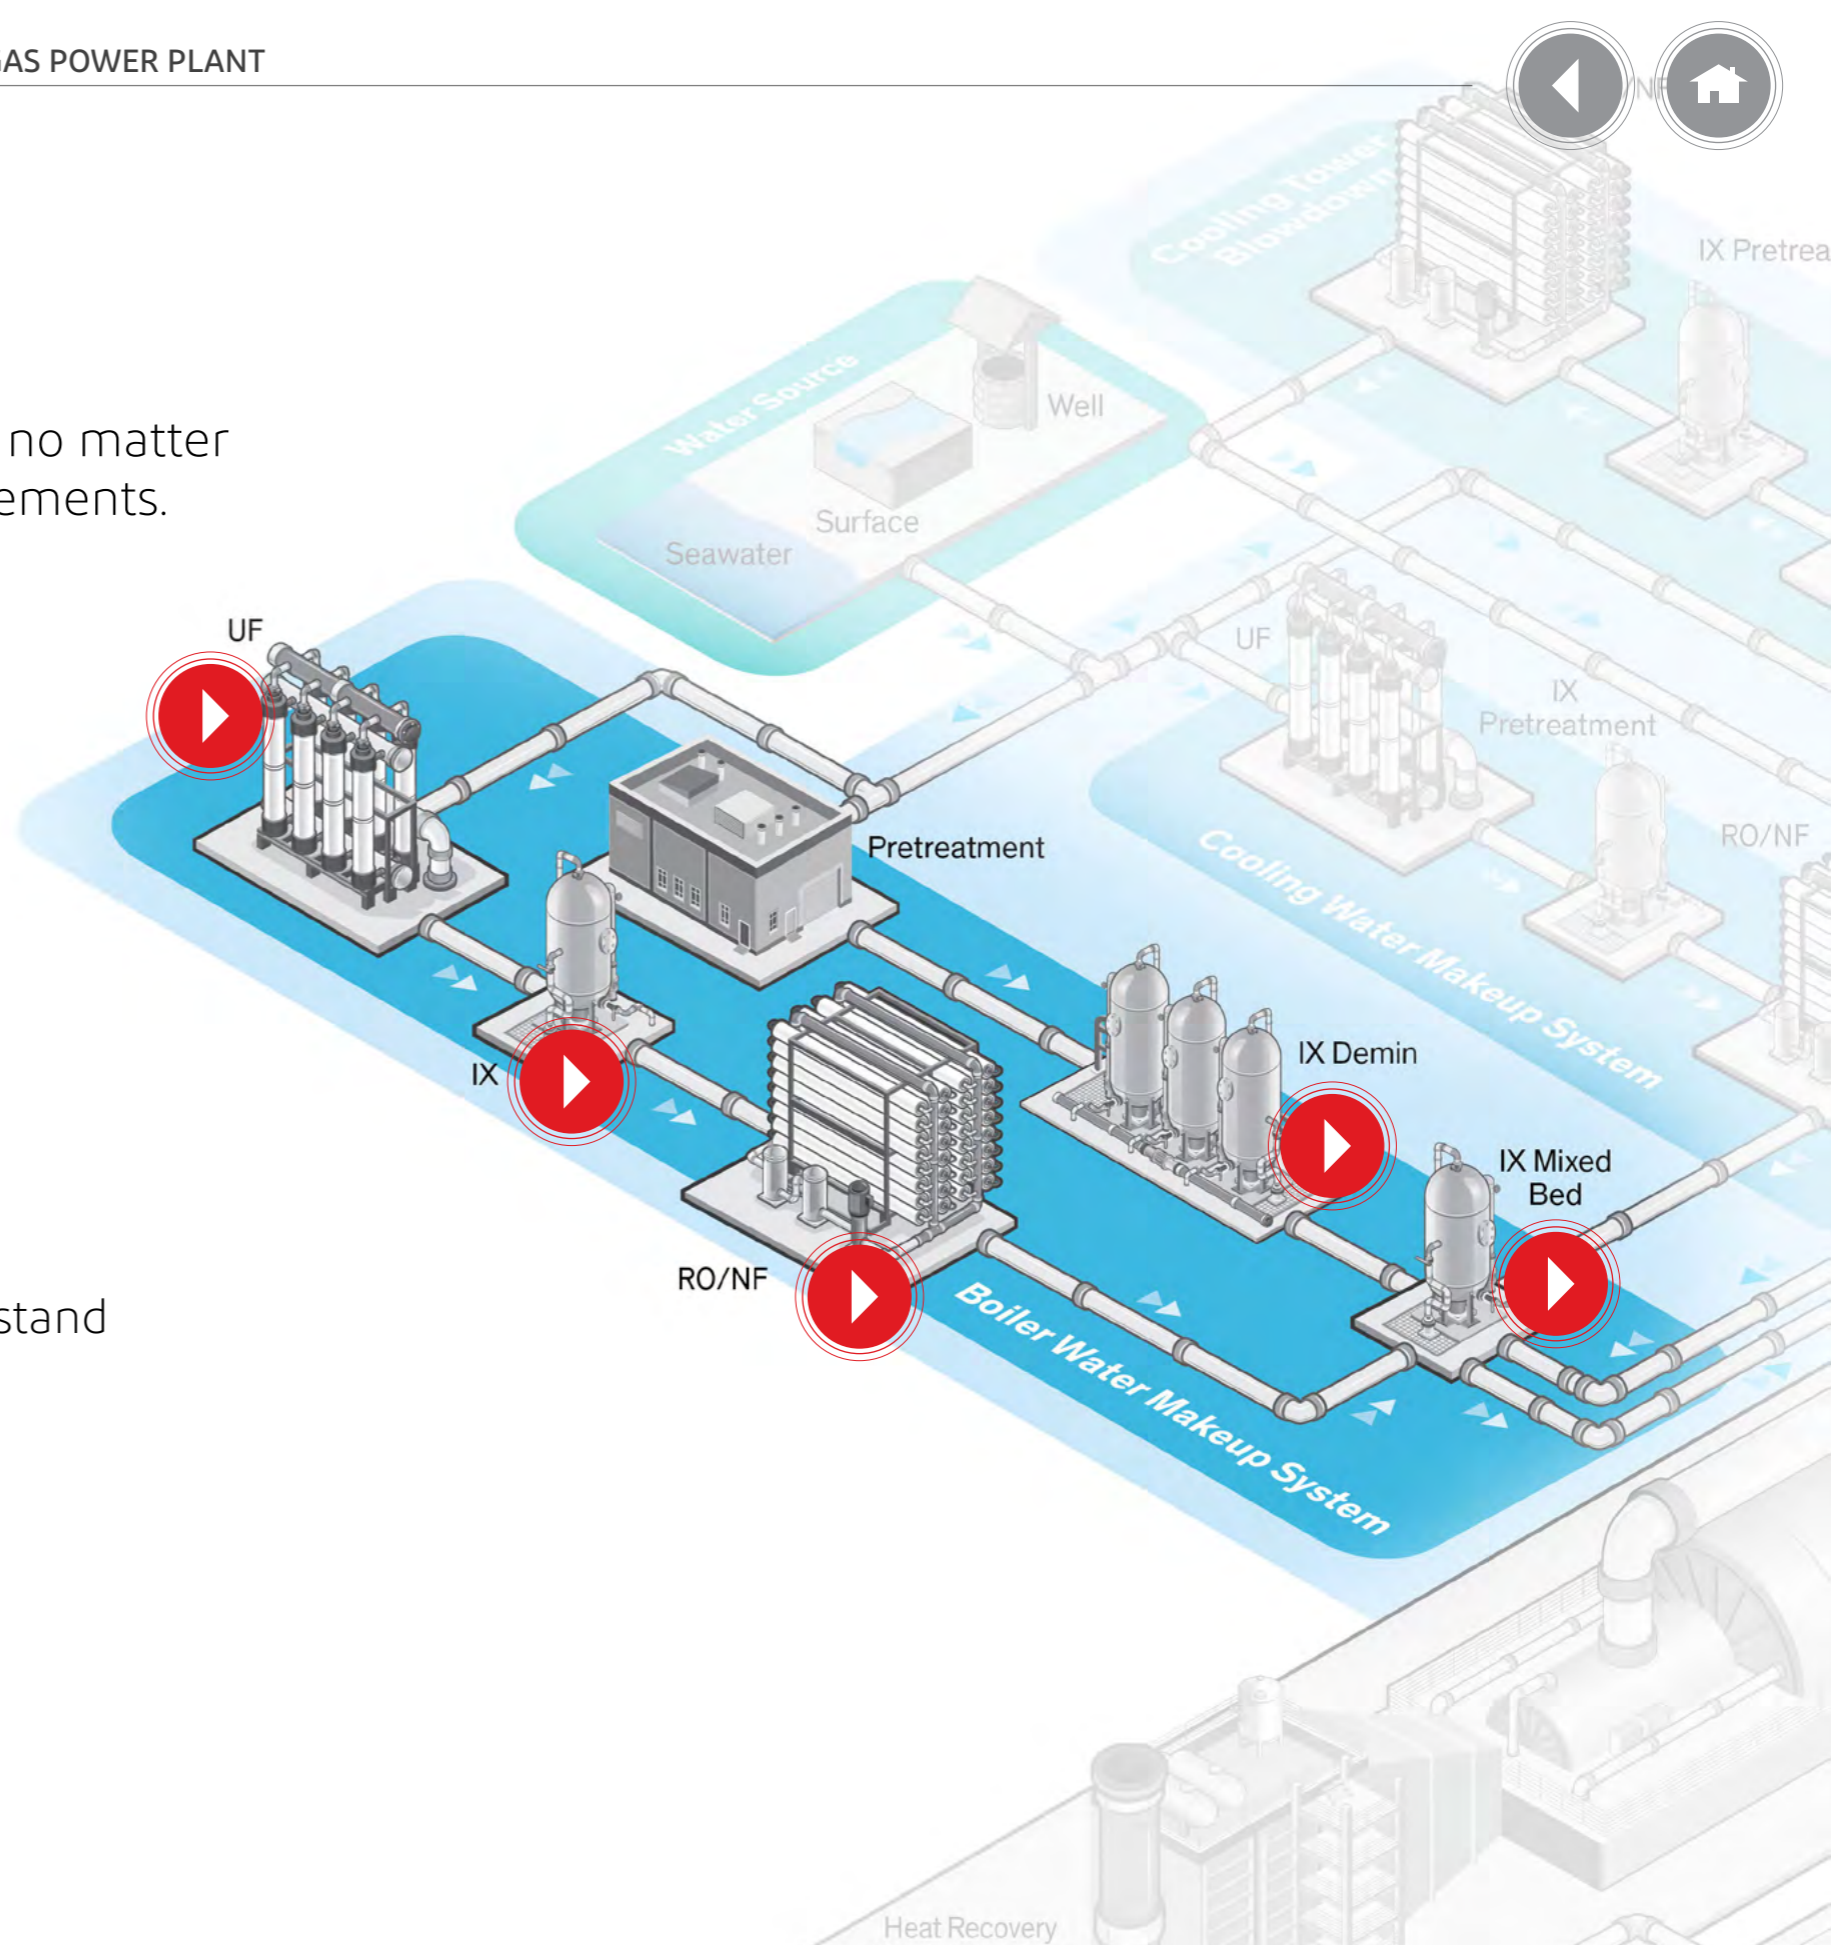 GAS POWER PLANT
/NF
Cooling Tower
Blowdown
IX Pretrea
Water Source
Well
Surface
Seawater
no matter
ements.
UF
UF
IX
Pretreatment
Pretreatment
RO/NF
Cooling Water Makeup System
IX
IX Demin
IX Mixed
Bed
RO/NF
Boiler Water Makeup System
stand
Heat Recovery